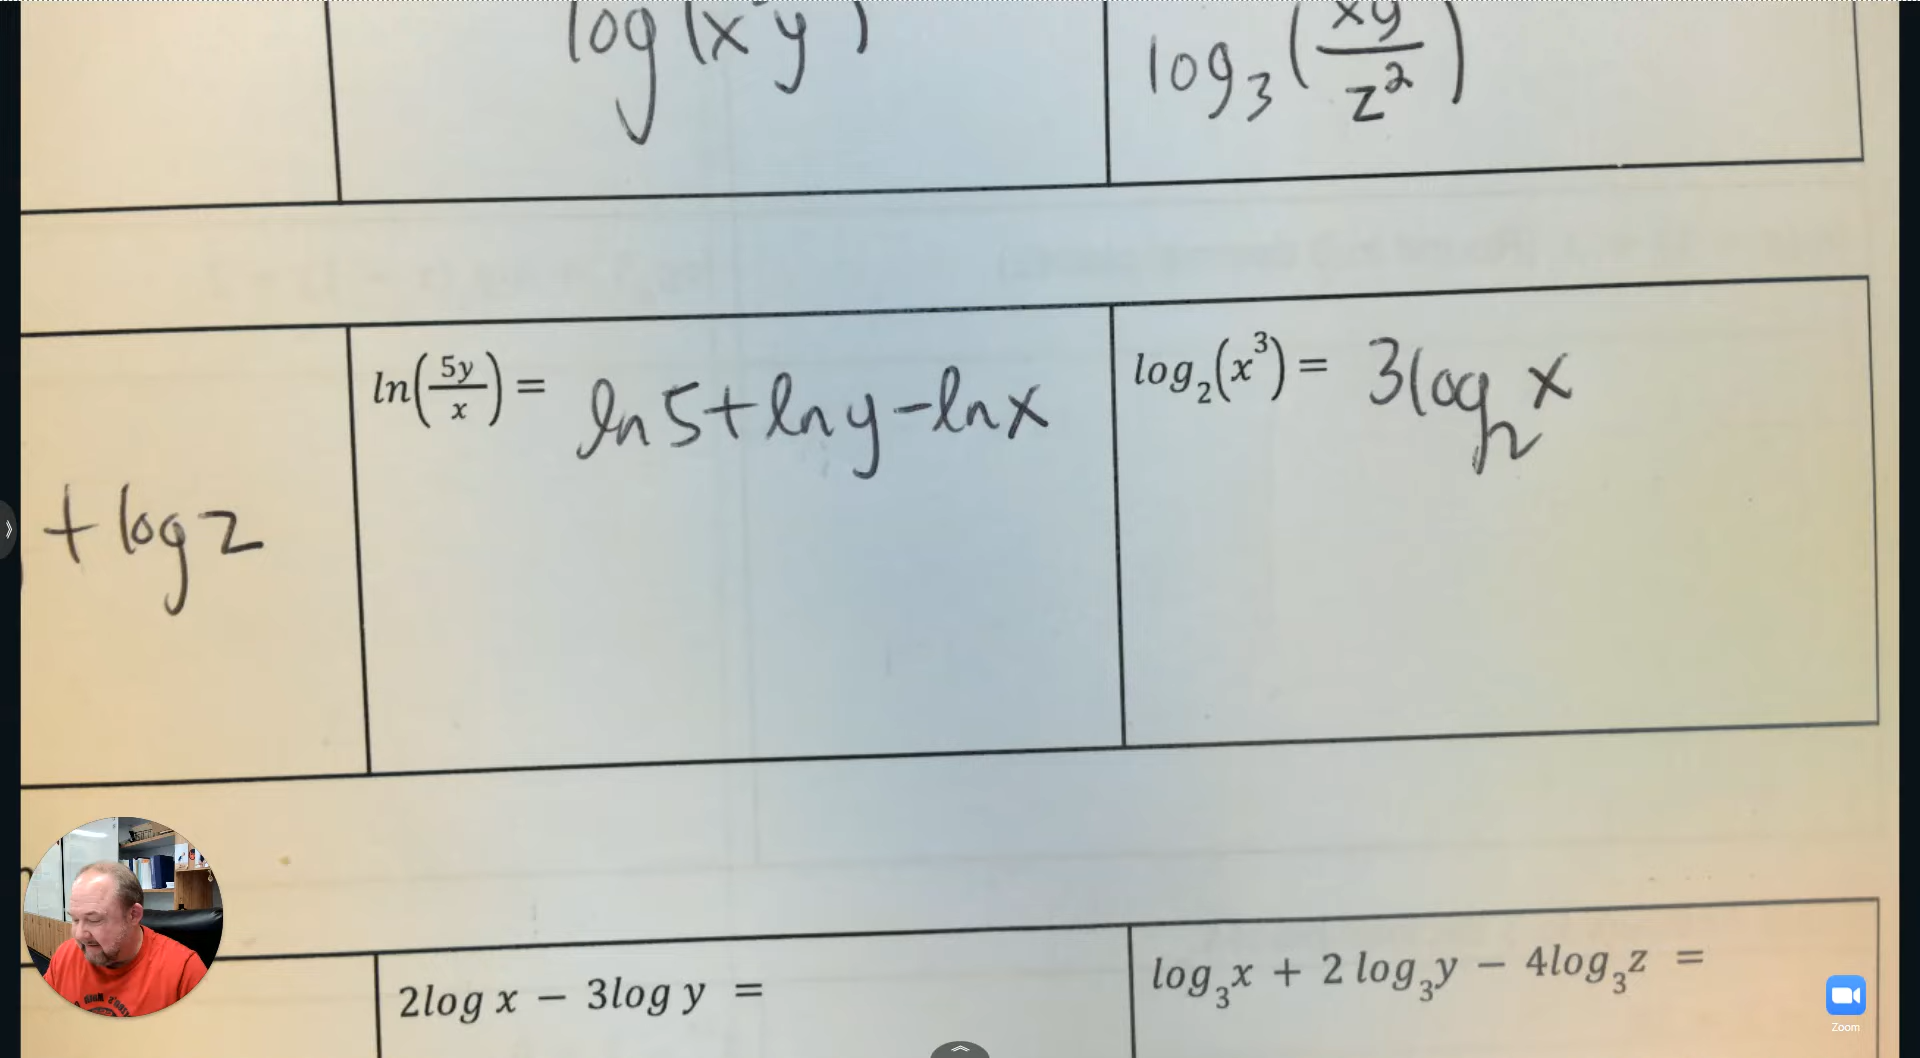 log(xy)
log₃(xy/z²)
ln(5y/x) = ln5+lny-lnx
log₂(x³) = 3log₂x
+ log z
2log x − 3log y =
log₃x + 2 log₃y − 4log₃z =
Zoom